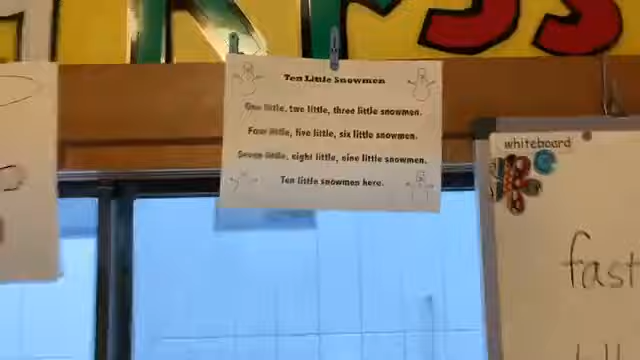 Ten Little Snowmen
One little, two little, three little snowmen.
Four little, five little, six little snowmen.
Seven little, eight little, nine little snowmen.
Ten little snowmen here.
whiteboard
fast